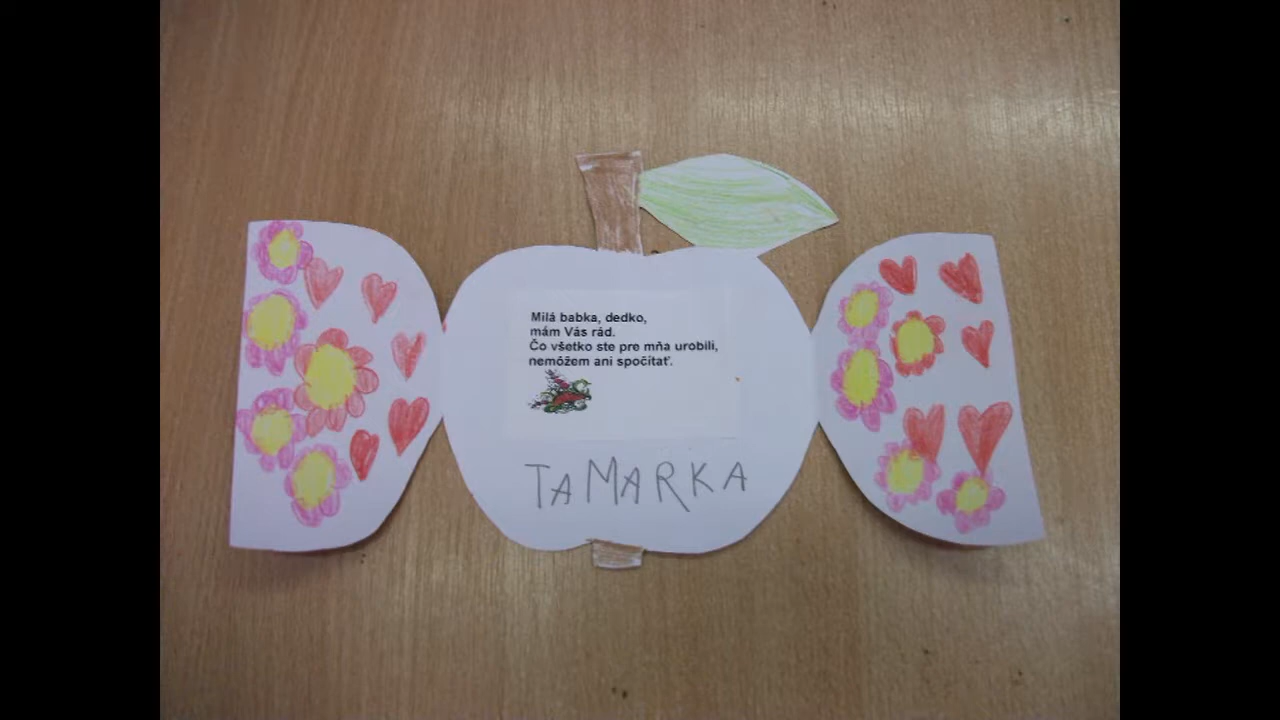 Milá babka, dedko,
mám Vás rád.
Čo všetko ste pre mňa urobili,
nemôžem ani spočítať.
TAMARKA